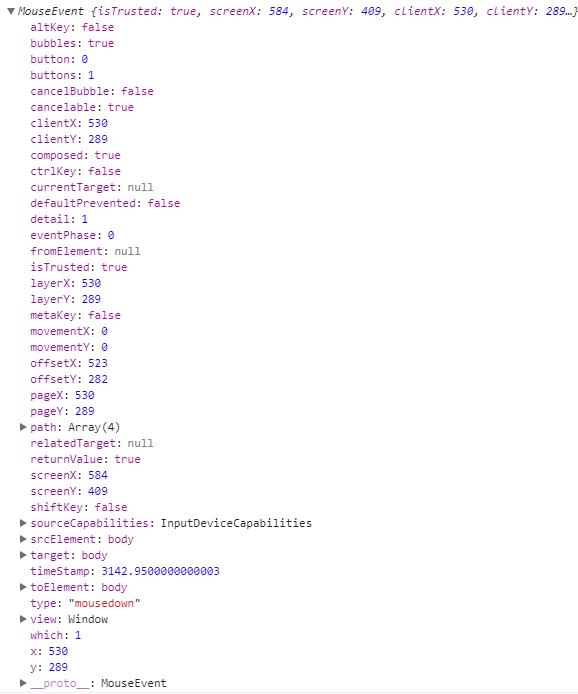 ▼MouseEvent {isTrusted: true, screenX: 584, screenY: 409, clientX: 530, clientY: 289…}
altKey: false
bubbles: true
button: 0
buttons: 1
cancelBubble: false
cancelable: true
clientX: 530
clientY: 289
composed: true
ctrlKey: false
currentTarget: null
defaultPrevented: false
detail: 1
eventPhase: 0
fromElement: null
isTrusted: true
layerX: 530
layerY: 289
metaKey: false
movementX: 0
movementY: 0
offsetX: 523
offsetY: 282
pageX: 530
pageY: 289
▶path: Array(4)
relatedTarget: null
returnValue: true
screenX: 584
screenY: 409
shiftKey: false
▶sourceCapabilities: InputDeviceCapabilities
▶srcElement: body
▶target: body
timeStamp: 3142.9500000000003
▶toElement: body
type: "mousedown"
▶view: Window
which: 1
x: 530
y: 289
▶__proto__: MouseEvent